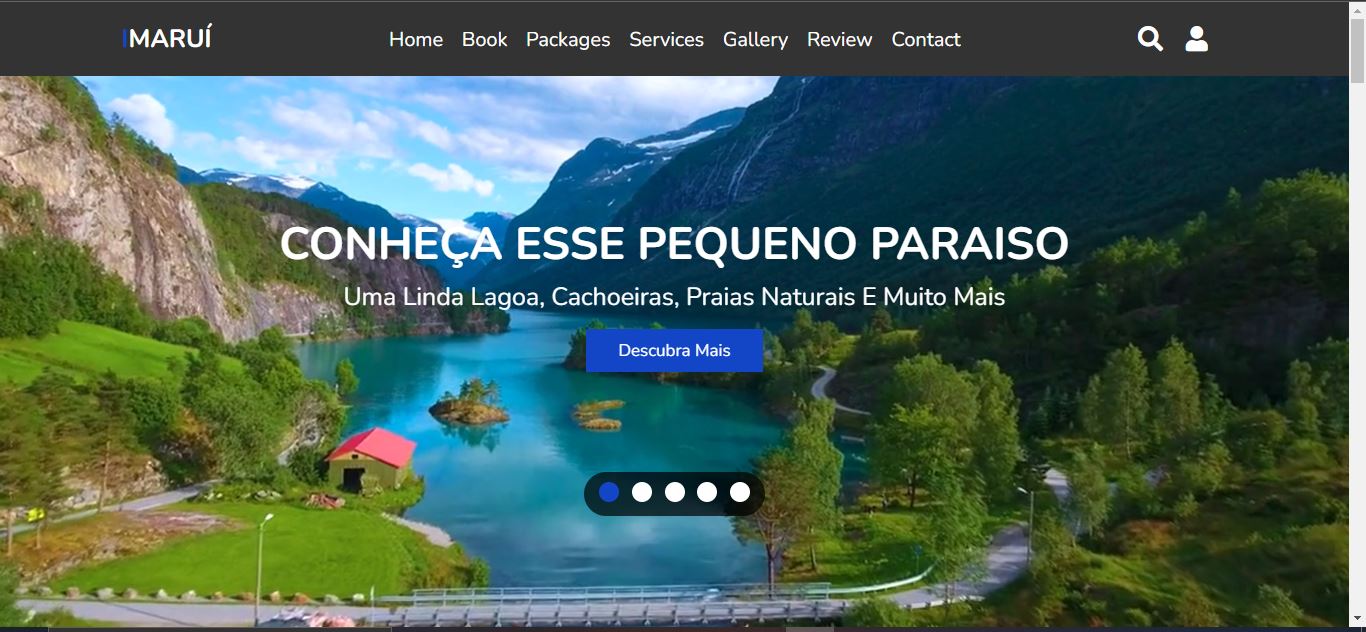 IMARUÍ
Home Book Packages Services Gallery Review Contact
CONHEÇA ESSE PEQUENO PARAISO
Uma Linda Lagoa, Cachoeiras, Praias Naturais E Muito Mais
Descubra Mais